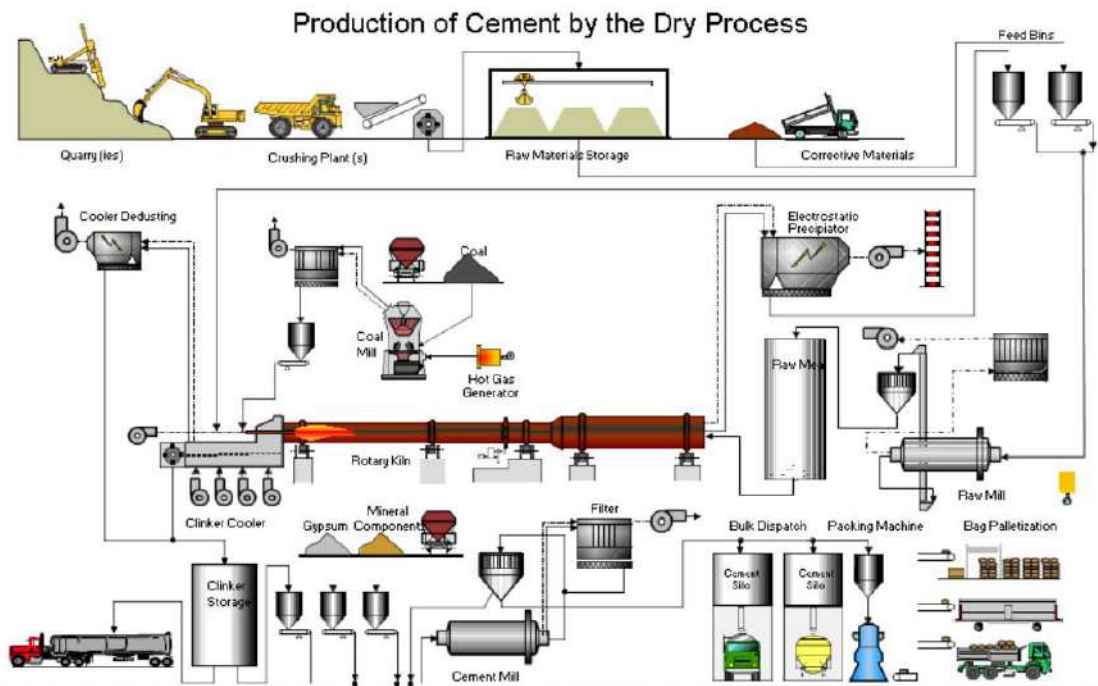 Production of Cement by the Dry Process
Feed Bins
Quarry (ies)
Crushing Plant (s)
Raw Materials Storage
Corrective Materials
Cooler Dedusting
Coal
Electrostatic
Precipiator
Coal
Mill
Hot Gas
Generator
Raw Meal
Rotary Kiln
Raw Mill
Clinker Cooler
Gypsum
Mineral
Components
Filter
Bulk Dispatch
Packing Machine
Bag Palletization
Clinker
Storage
Cement
Silo
Cement
Silo
Cement Mill